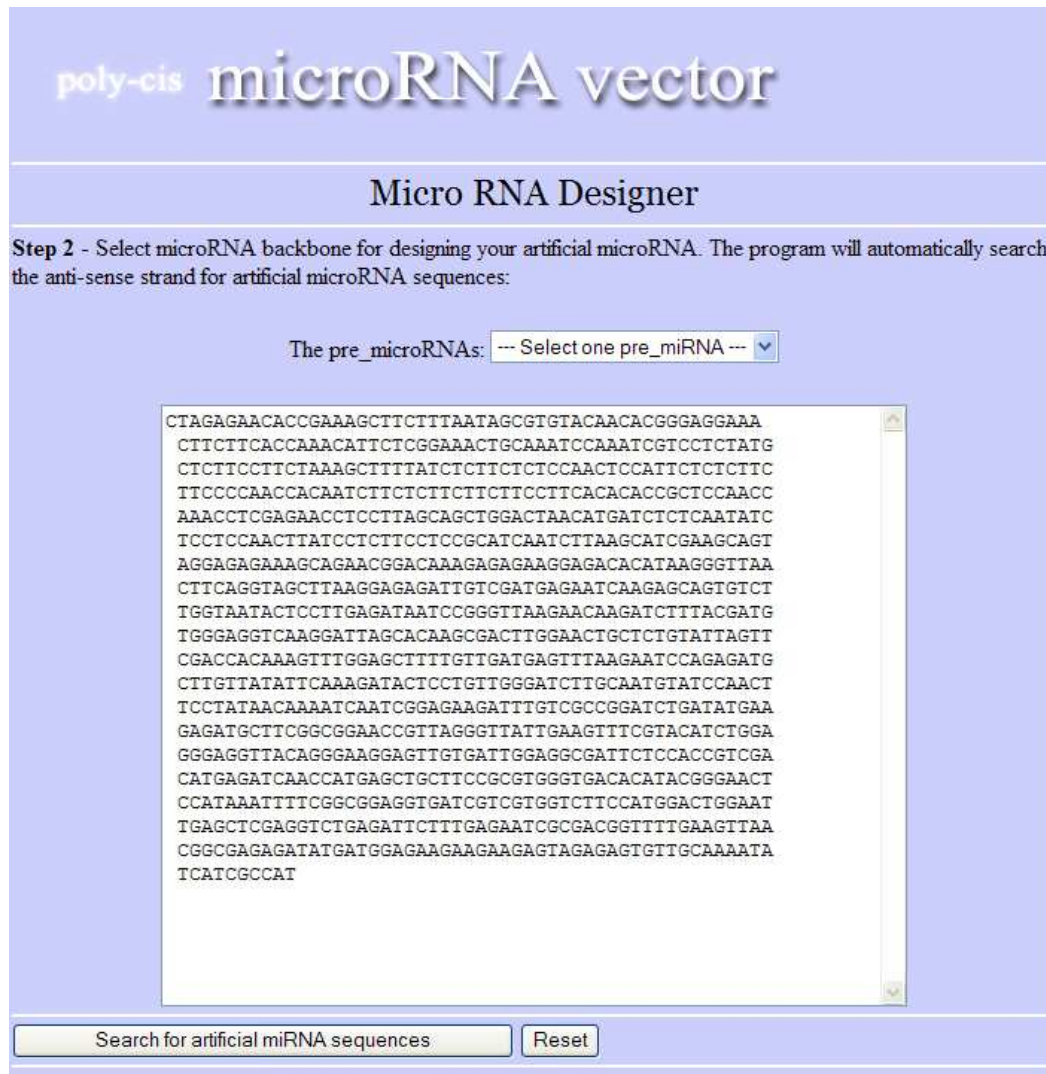 poly-cis microRNA vector
Micro RNA Designer
Step 2 - Select microRNA backbone for designing your artificial microRNA. The program will automatically search
the anti-sense strand for artificial microRNA sequences:
The pre_microRNAs: --- Select one pre_miRNA ---
CTAGAGAACACCGAAAGCTTCTTTAATAGCGTGTACAACACGGGAGGAAA
CTTCTTCACCAAACATTCTCGGAAACTGCAAATCCAAATCGTCCTCTATG
CTCTTCCTTCTAAAGCTTTTATCTCTTCTCTCCAACTCCATTCTCTCTTC
TTCCCCAACCACAATCTTCTCTTCTTCTTCCTTCACACACCGCTCCAACC
AAACCTCGAGAACCTCCTTAGCAGCTGGACTAACATGATCTCTCAATATC
TCCTCCAACTTATCCTCTTCCTCCGCATCAATCTTAAGCATCGAAGCAGT
AGGAGAGAAAGCAGAACGGACAAAGAGAGAAGGAGACACATAAGGGTTAA
CTTCAGGTAGCTTAAGGAGAGATTGTCGATGAGAATCAAGAGCAGTGTCT
TGGTAATACTCCTTGAGATAATCCGGGTTAAGAACAAGATCTTTACGATG
TGGGAGGTCAAGGATTAGCACAAGCGACTTGGAACTGCTCTGTATTAGTT
CGACCACAAAGTTTGGAGCTTTTGTTGATGAGTTTAAGAATCCAGAGATG
CTTGTTATATTCAAAGATACTCCTGTTGGGATCTTGCAATGTATCCAACT
TCCTATAACAAAATCAATCGGAGAAGATTTGTCGCCGGATCTGATATGAA
GAGATGCTTCGGCGGAACCGTTAGGGTTATTGAAGTTTCGTACATCTGGA
GGGAGGTTACAGGGAAGGAGTTGTGATTGGAGGCGATTCTCCACCGTCGA
CATGAGATCAACCATGAGCTGCTTCCGCGTGGGTGACACATACGGGAACT
CCATAAATTTTCGGCGGAGGTGATCGTCGTGGTCTTCCATGGACTGGAAT
TGAGCTCGAGGTCTGAGATTCTTTGAGAATCGCGACGGTTTTGAAGTTAA
CGGCGAGAGATATGATGGAGAAGAAGAAGAGTAGAGAGTGTTGCAAAATA
TCATCGCCAT
Search for artificial miRNA sequences Reset